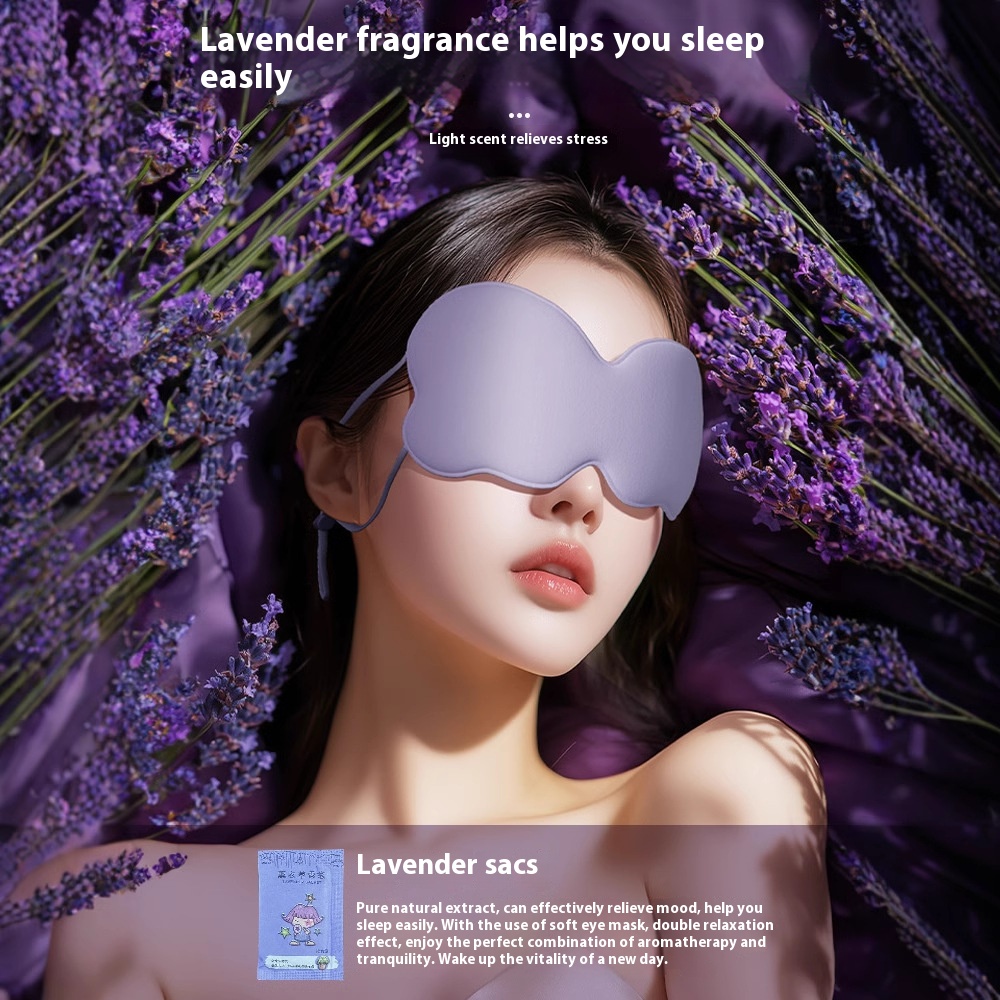 Lavender fragrance helps you sleep
easily
Light scent relieves stress
Lavender sacs
Pure natural extract, can effectively relieve mood, help you
sleep easily. With the use of soft eye mask, double relaxation
effect, enjoy the perfect combination of aromatherapy and
tranquility. Wake up the vitality of a new day.